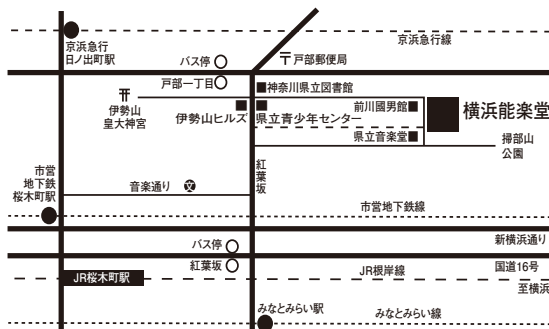 京浜急行線
京浜急行
日ノ出町駅
バス停
〒戸部郵便局
戸部一丁目
神奈川県立図書館
伊勢山
皇大神宮
伊勢山ヒルズ
県立青少年センター
前川國男館
横浜能楽堂
県立音楽堂
掃部山
公園
市営
地下鉄
桜木町駅
音楽通り
文
紅葉坂
市営地下鉄線
バス停
紅葉坂
新横浜通り
JR桜木町駅
JR根岸線
国道16号
至横浜
みなとみらい駅
みなとみらい線